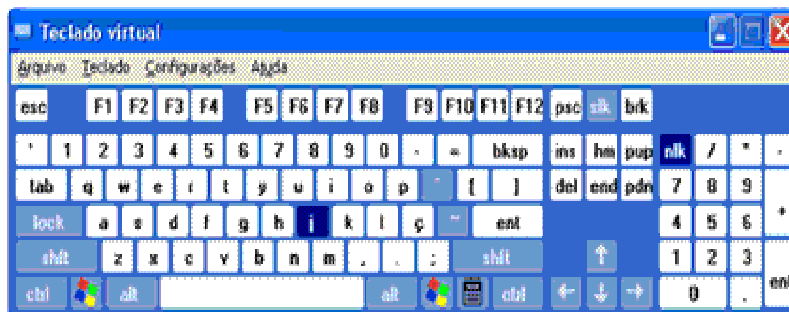 Teclado virtual
Arquivo Teclado Configurações Ajuda
esc F1 F2 F3 F4 F5 F6 F7 F8 F9 F10 F11 F12 psc slk brk
' 1 2 3 4 5 6 7 8 9 0 - = bksp ins hm pup nlk / * -
tab q w e r t y u i o p ´ [ ] del end pdn 7 8 9
lock a s d f g h j k l ç ~ ent 4 5 6 +
shft z x c v b n m , . ; shft ↑ 1 2 3
ctrl alt alt ctrl ← ↓ → 0 . ent